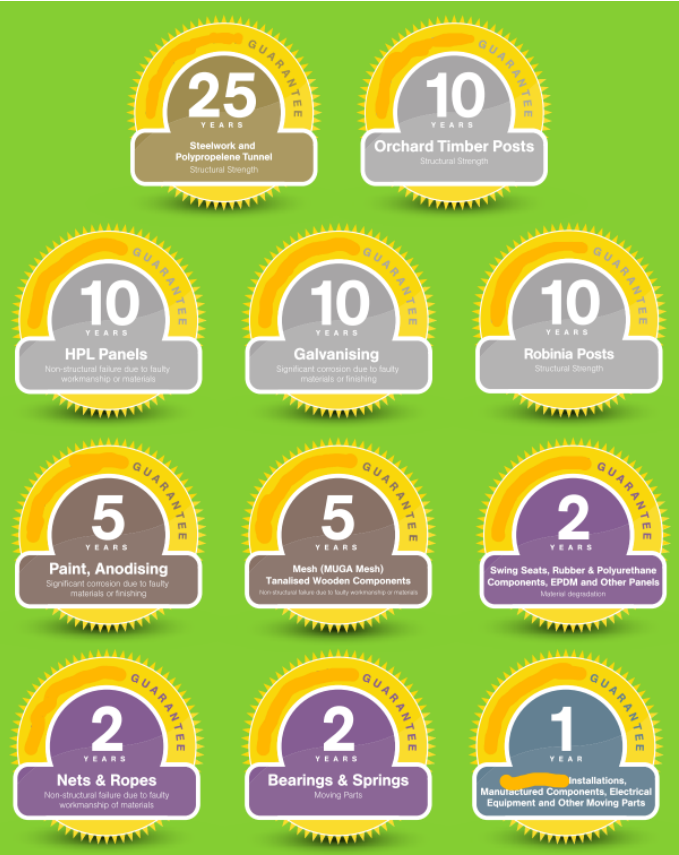 GUARANTEE
25
YEARS
Steelwork and
Polypropelene Tunnel
Structural Strength
GUARANTEE
10
YEARS
Orchard Timber Posts
Structural Strength
GUARANTEE
10
YEARS
HPL Panels
Non-structural failure due to faulty
workmanship or materials
GUARANTEE
10
YEARS
Galvanising
Significant corrosion due to faulty
materials or finishing
GUARANTEE
10
YEARS
Robinia Posts
Structural Strength
GUARANTEE
5
YEARS
Paint, Anodising
Significant corrosion due to faulty
materials or finishing
GUARANTEE
5
YEARS
Mesh (MUGA Mesh)
Tanalised Wooden Components
Non-structural failure due to faulty workmanship or materials
GUARANTEE
2
YEARS
Swing Seats, Rubber & Polyurethane
Components, EPDM and Other Panels
Material degradation
GUARANTEE
2
YEARS
Nets & Ropes
Non-structural failure due to faulty
workmanship of materials
GUARANTEE
2
YEARS
Bearings & Springs
Moving Parts
GUARANTEE
1
YEAR
Installations,
Manufactured Components, Electrical
Equipment and Other Moving Parts